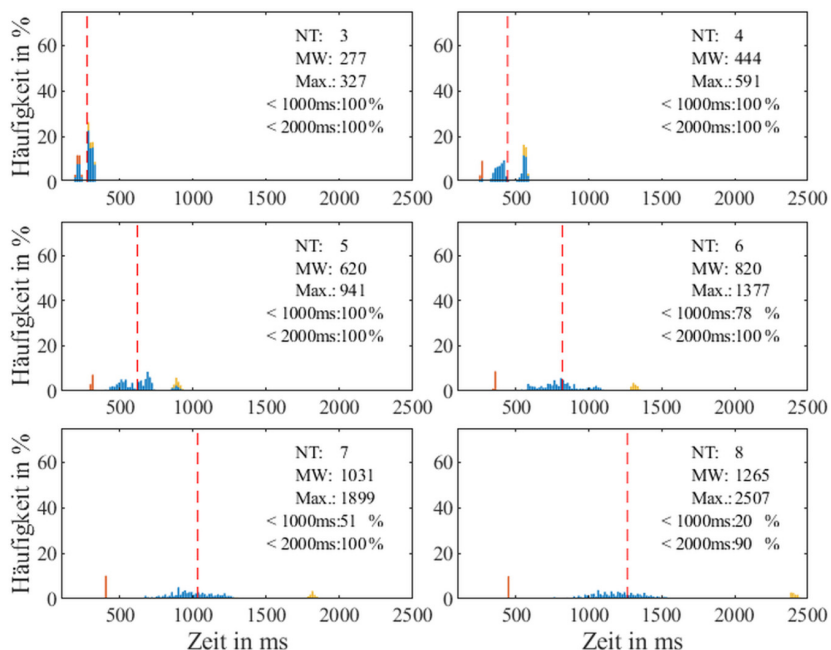 Häufigkeit in %
60
40
20
0
500 1000 1500 2000 2500
NT: 3
MW: 277
Max.: 327
< 1000ms:100%
< 2000ms:100%
60
40
20
0
500 1000 1500 2000 2500
NT: 4
MW: 444
Max.: 591
< 1000ms:100%
< 2000ms:100%
Häufigkeit in %
60
40
20
0
500 1000 1500 2000 2500
NT: 5
MW: 620
Max.: 941
< 1000ms:100%
< 2000ms:100%
60
40
20
0
500 1000 1500 2000 2500
NT: 6
MW: 820
Max.: 1377
< 1000ms:78 %
< 2000ms:100%
Häufigkeit in %
60
40
20
0
500 1000 1500 2000 2500
Zeit in ms
NT: 7
MW: 1031
Max.: 1899
< 1000ms:51 %
< 2000ms:100%
60
40
20
0
500 1000 1500 2000 2500
Zeit in ms
NT: 8
MW: 1265
Max.: 2507
< 1000ms:20 %
< 2000ms:90 %